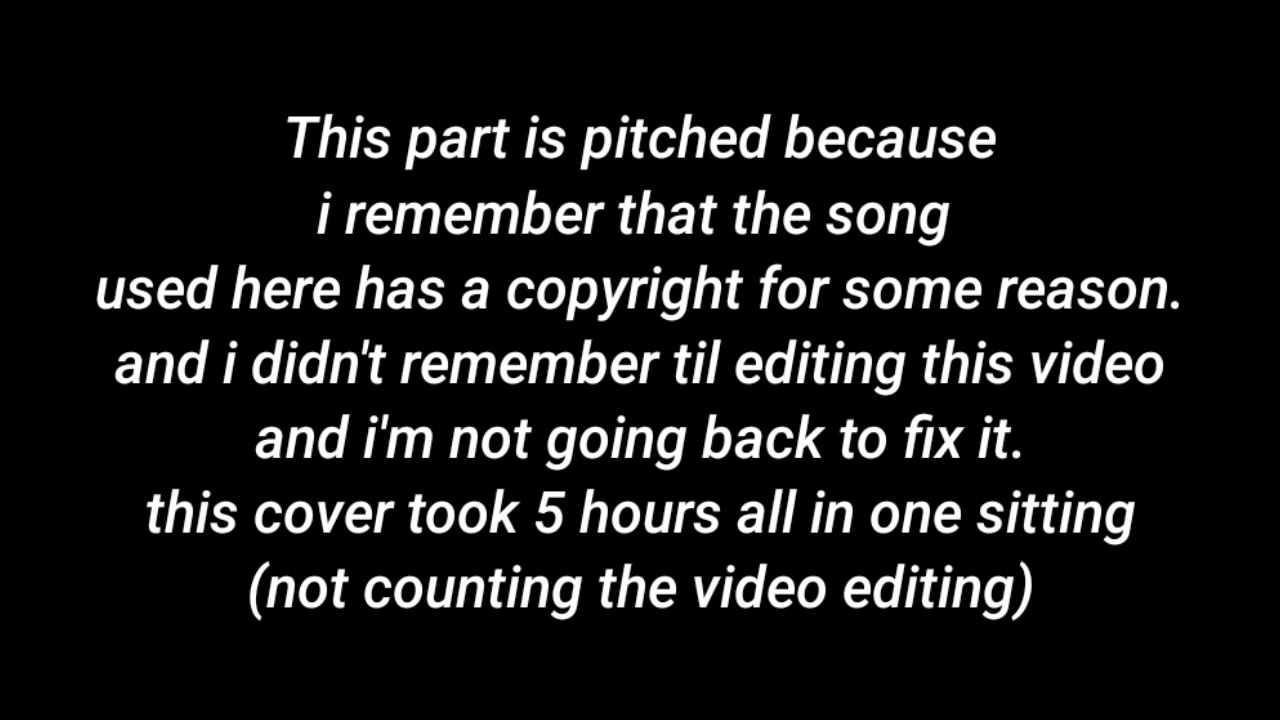 This part is pitched because
i remember that the song
used here has a copyright for some reason.
and i didn't remember til editing this video
and i'm not going back to fix it.
this cover took 5 hours all in one sitting
(not counting the video editing)